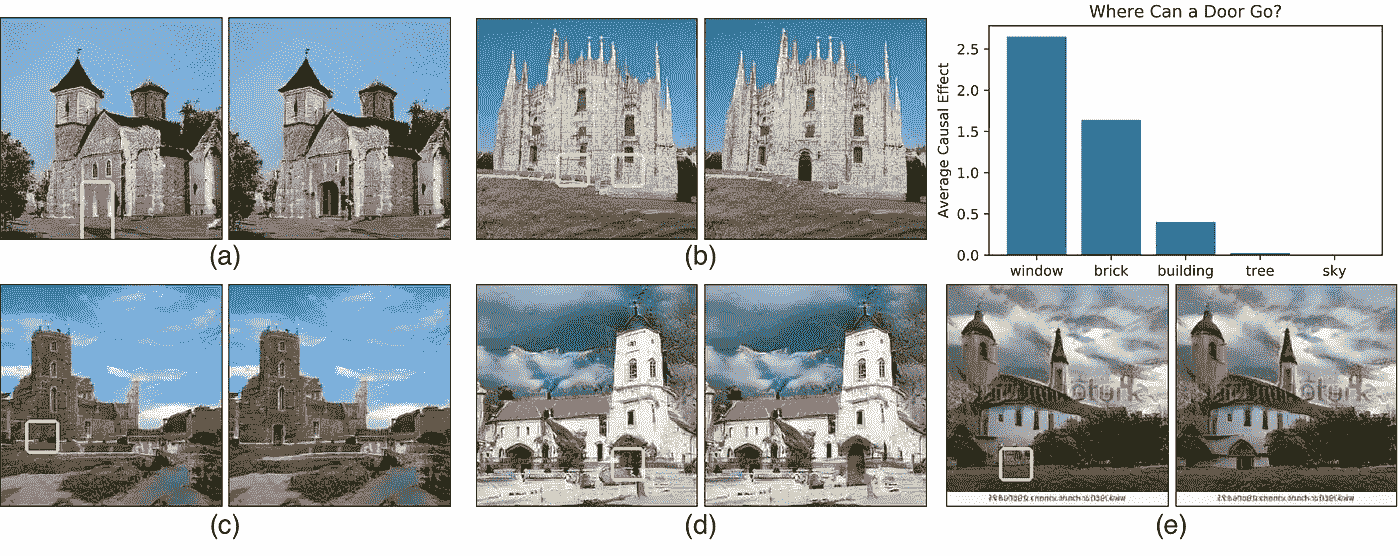 Where Can a Door Go?
Average Causal Effect
2.5
2.0
1.5
1.0
0.5
0.0
window brick building tree sky
(a) (b)
(c) (d) (e)